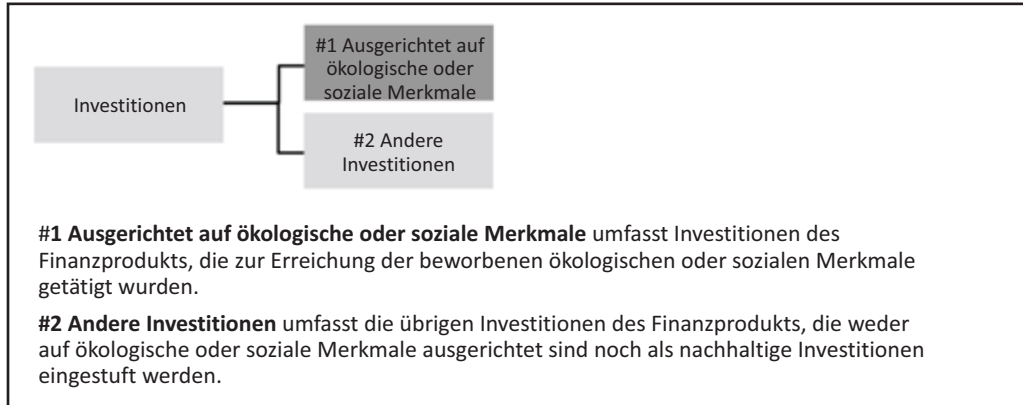 Investitionen
#1 Ausgerichtet auf
ökologische oder
soziale Merkmale
#2 Andere
Investitionen
#1 Ausgerichtet auf ökologische oder soziale Merkmale umfasst Investitionen des
Finanzprodukts, die zur Erreichung der beworbenen ökologischen oder sozialen Merkmale
getätigt wurden.
#2 Andere Investitionen umfasst die übrigen Investitionen des Finanzprodukts, die weder
auf ökologische oder soziale Merkmale ausgerichtet sind noch als nachhaltige Investitionen
eingestuft werden.